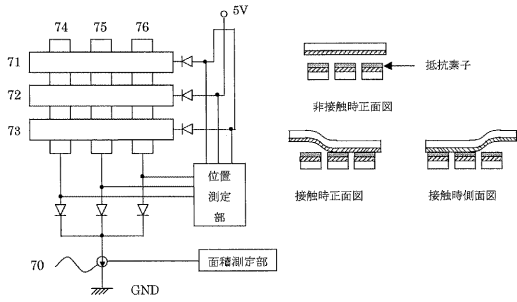 74 75 76
5V
71
72
73
70
GND
位置
測定
部
面積測定部
抵抗素子
非接触時正面図
接触時正面図
接触時側面図